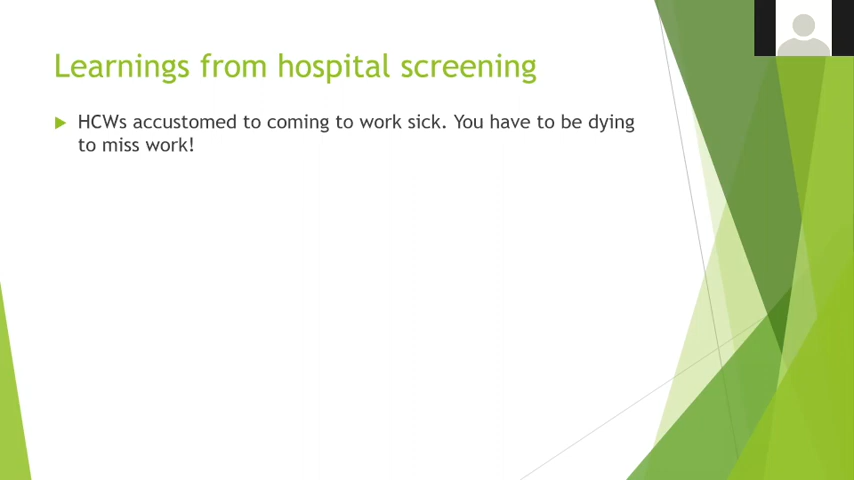 Learnings from hospital screening
HCWs accustomed to coming to work sick. You have to be dying
to miss work!